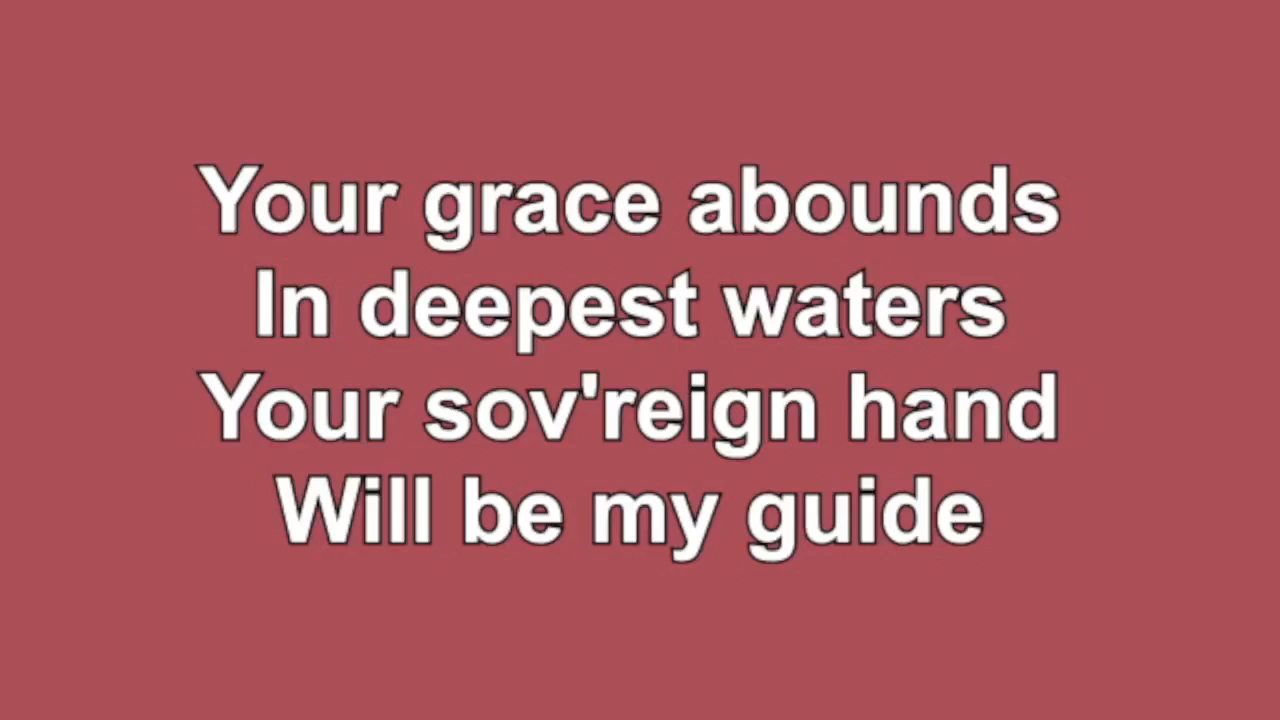 Your grace abounds
In deepest waters
Your sov'reign hand
Will be my guide